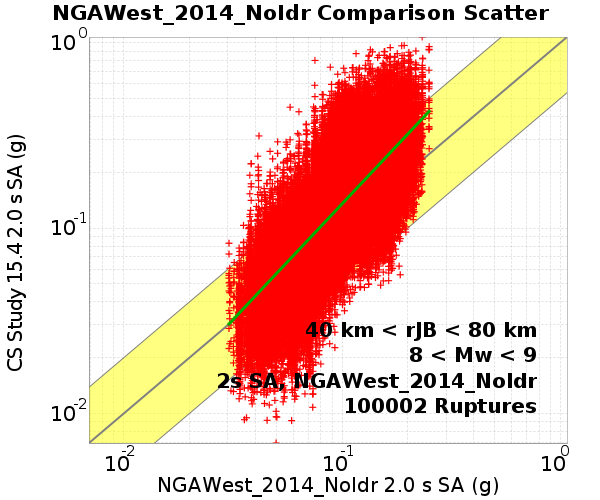 NGAWest_2014_NoIdr Comparison Scatter
CS Study 15.4 2.0 s SA (g)
10^0
10^-1
10^-2
40 km < rJB < 80 km
8 < Mw < 9
2s SA, NGAWest_2014_NoIdr
100002 Ruptures
10^-2 10^-1 10^0
NGAWest_2014_NoIdr 2.0 s SA (g)